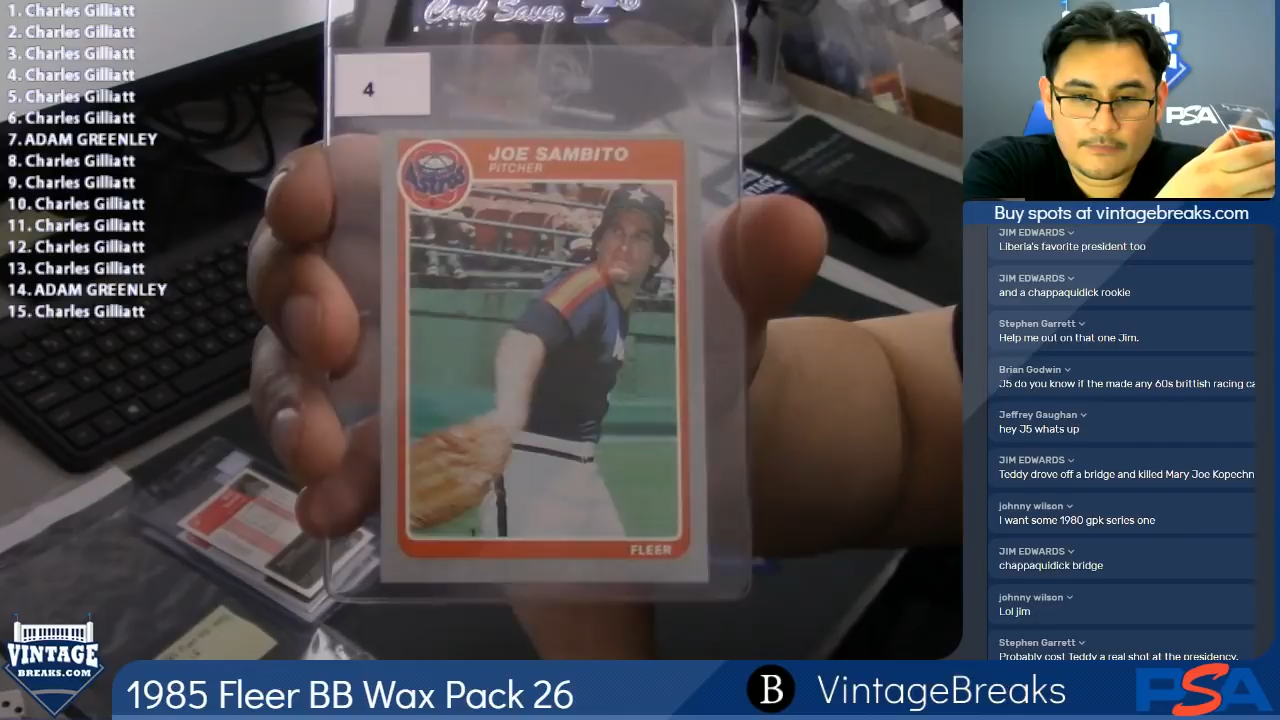 1. Charles Gilliatt
2. Charles Gilliatt
3. Charles Gilliatt
4. Charles Gilliatt
5. Charles Gilliatt
6. Charles Gilliatt
7. ADAM GREENLEY
8. Charles Gilliatt
9. Charles Gilliatt
10. Charles Gilliatt
11. Charles Gilliatt
12. Charles Gilliatt
13. Charles Gilliatt
14. ADAM GREENLEY
15. Charles Gilliatt
Card Saver I®
4
JOE SAMBITO
PITCHER
Astros
FLEER
PSA
Buy spots at vintagebreaks.com
JIM EDWARDS
Liberia's favorite president too
JIM EDWARDS
and a chappaquidick rookie
Stephen Garrett
Help me out on that one Jim.
Brian Godwin
J5 do you know if the made any 60s brittish racing ca
Jeffrey Gaughan
hey J5 whats up
JIM EDWARDS
Teddy drove off a bridge and killed Mary Joe Kopechn
johnny wilson
I want some 1980 gpk series one
JIM EDWARDS
chappaquidick bridge
johnny wilson
Lol jim
Stephen Garrett
Probably cost Teddy a real shot at the presidency.
VINTAGE
BREAKS.COM
1985 Fleer BB Wax Pack 26
B VintageBreaks
PSA